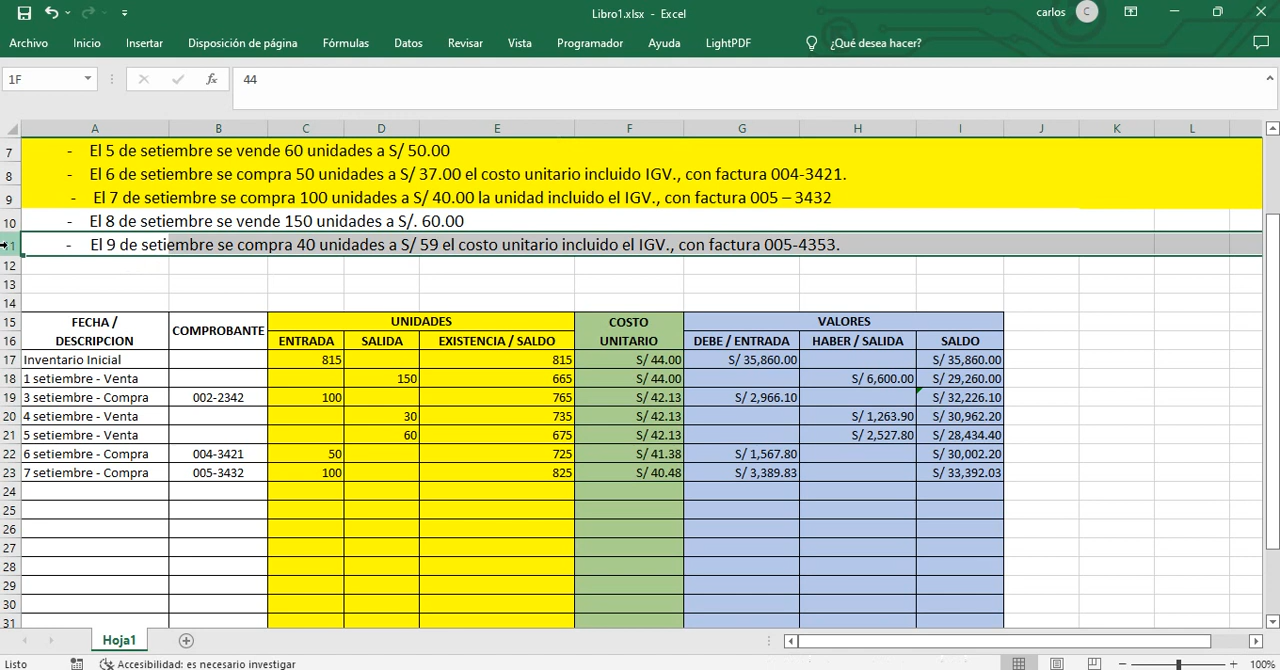 Libro1.xlsx - Excel
carlos C
Archivo Inicio Insertar Disposición de página Fórmulas Datos Revisar Vista Programador Ayuda LightPDF ¿Qué desea hacer?
1F fx 44
A B C D E F G H I J K L
7 - El 5 de setiembre se vende 60 unidades a S/ 50.00
8 - El 6 de setiembre se compra 50 unidades a S/ 37.00 el costo unitario incluido IGV., con factura 004-3421.
9 - El 7 de setiembre se compra 100 unidades a S/ 40.00 la unidad incluido el IGV., con factura 005 – 3432
10 - El 8 de setiembre se vende 150 unidades a S/. 60.00
11 - El 9 de setiembre se compra 40 unidades a S/ 59 el costo unitario incluido el IGV., con factura 005-4353.
12
13
14
15 FECHA / COMPROBANTE UNIDADES COSTO VALORES
16 DESCRIPCION ENTRADA SALIDA EXISTENCIA / SALDO UNITARIO DEBE / ENTRADA HABER / SALIDA SALDO
17 Inventario Inicial 815 815 S/ 44.00 S/ 35,860.00 S/ 35,860.00
18 1 setiembre - Venta 150 665 S/ 44.00 S/ 6,600.00 S/ 29,260.00
19 3 setiembre - Compra 002-2342 100 765 S/ 42.13 S/ 2,966.10 S/ 32,226.10
20 4 setiembre - Venta 30 735 S/ 42.13 S/ 1,263.90 S/ 30,962.20
21 5 setiembre - Venta 60 675 S/ 42.13 S/ 2,527.80 S/ 28,434.40
22 6 setiembre - Compra 004-3421 50 725 S/ 41.38 S/ 1,567.80 S/ 30,002.20
23 7 setiembre - Compra 005-3432 100 825 S/ 40.48 S/ 3,389.83 S/ 33,392.03
24
25
26
27
28
29
30
31
Hoja1
Listo Accesibilidad: es necesario investigar 100%